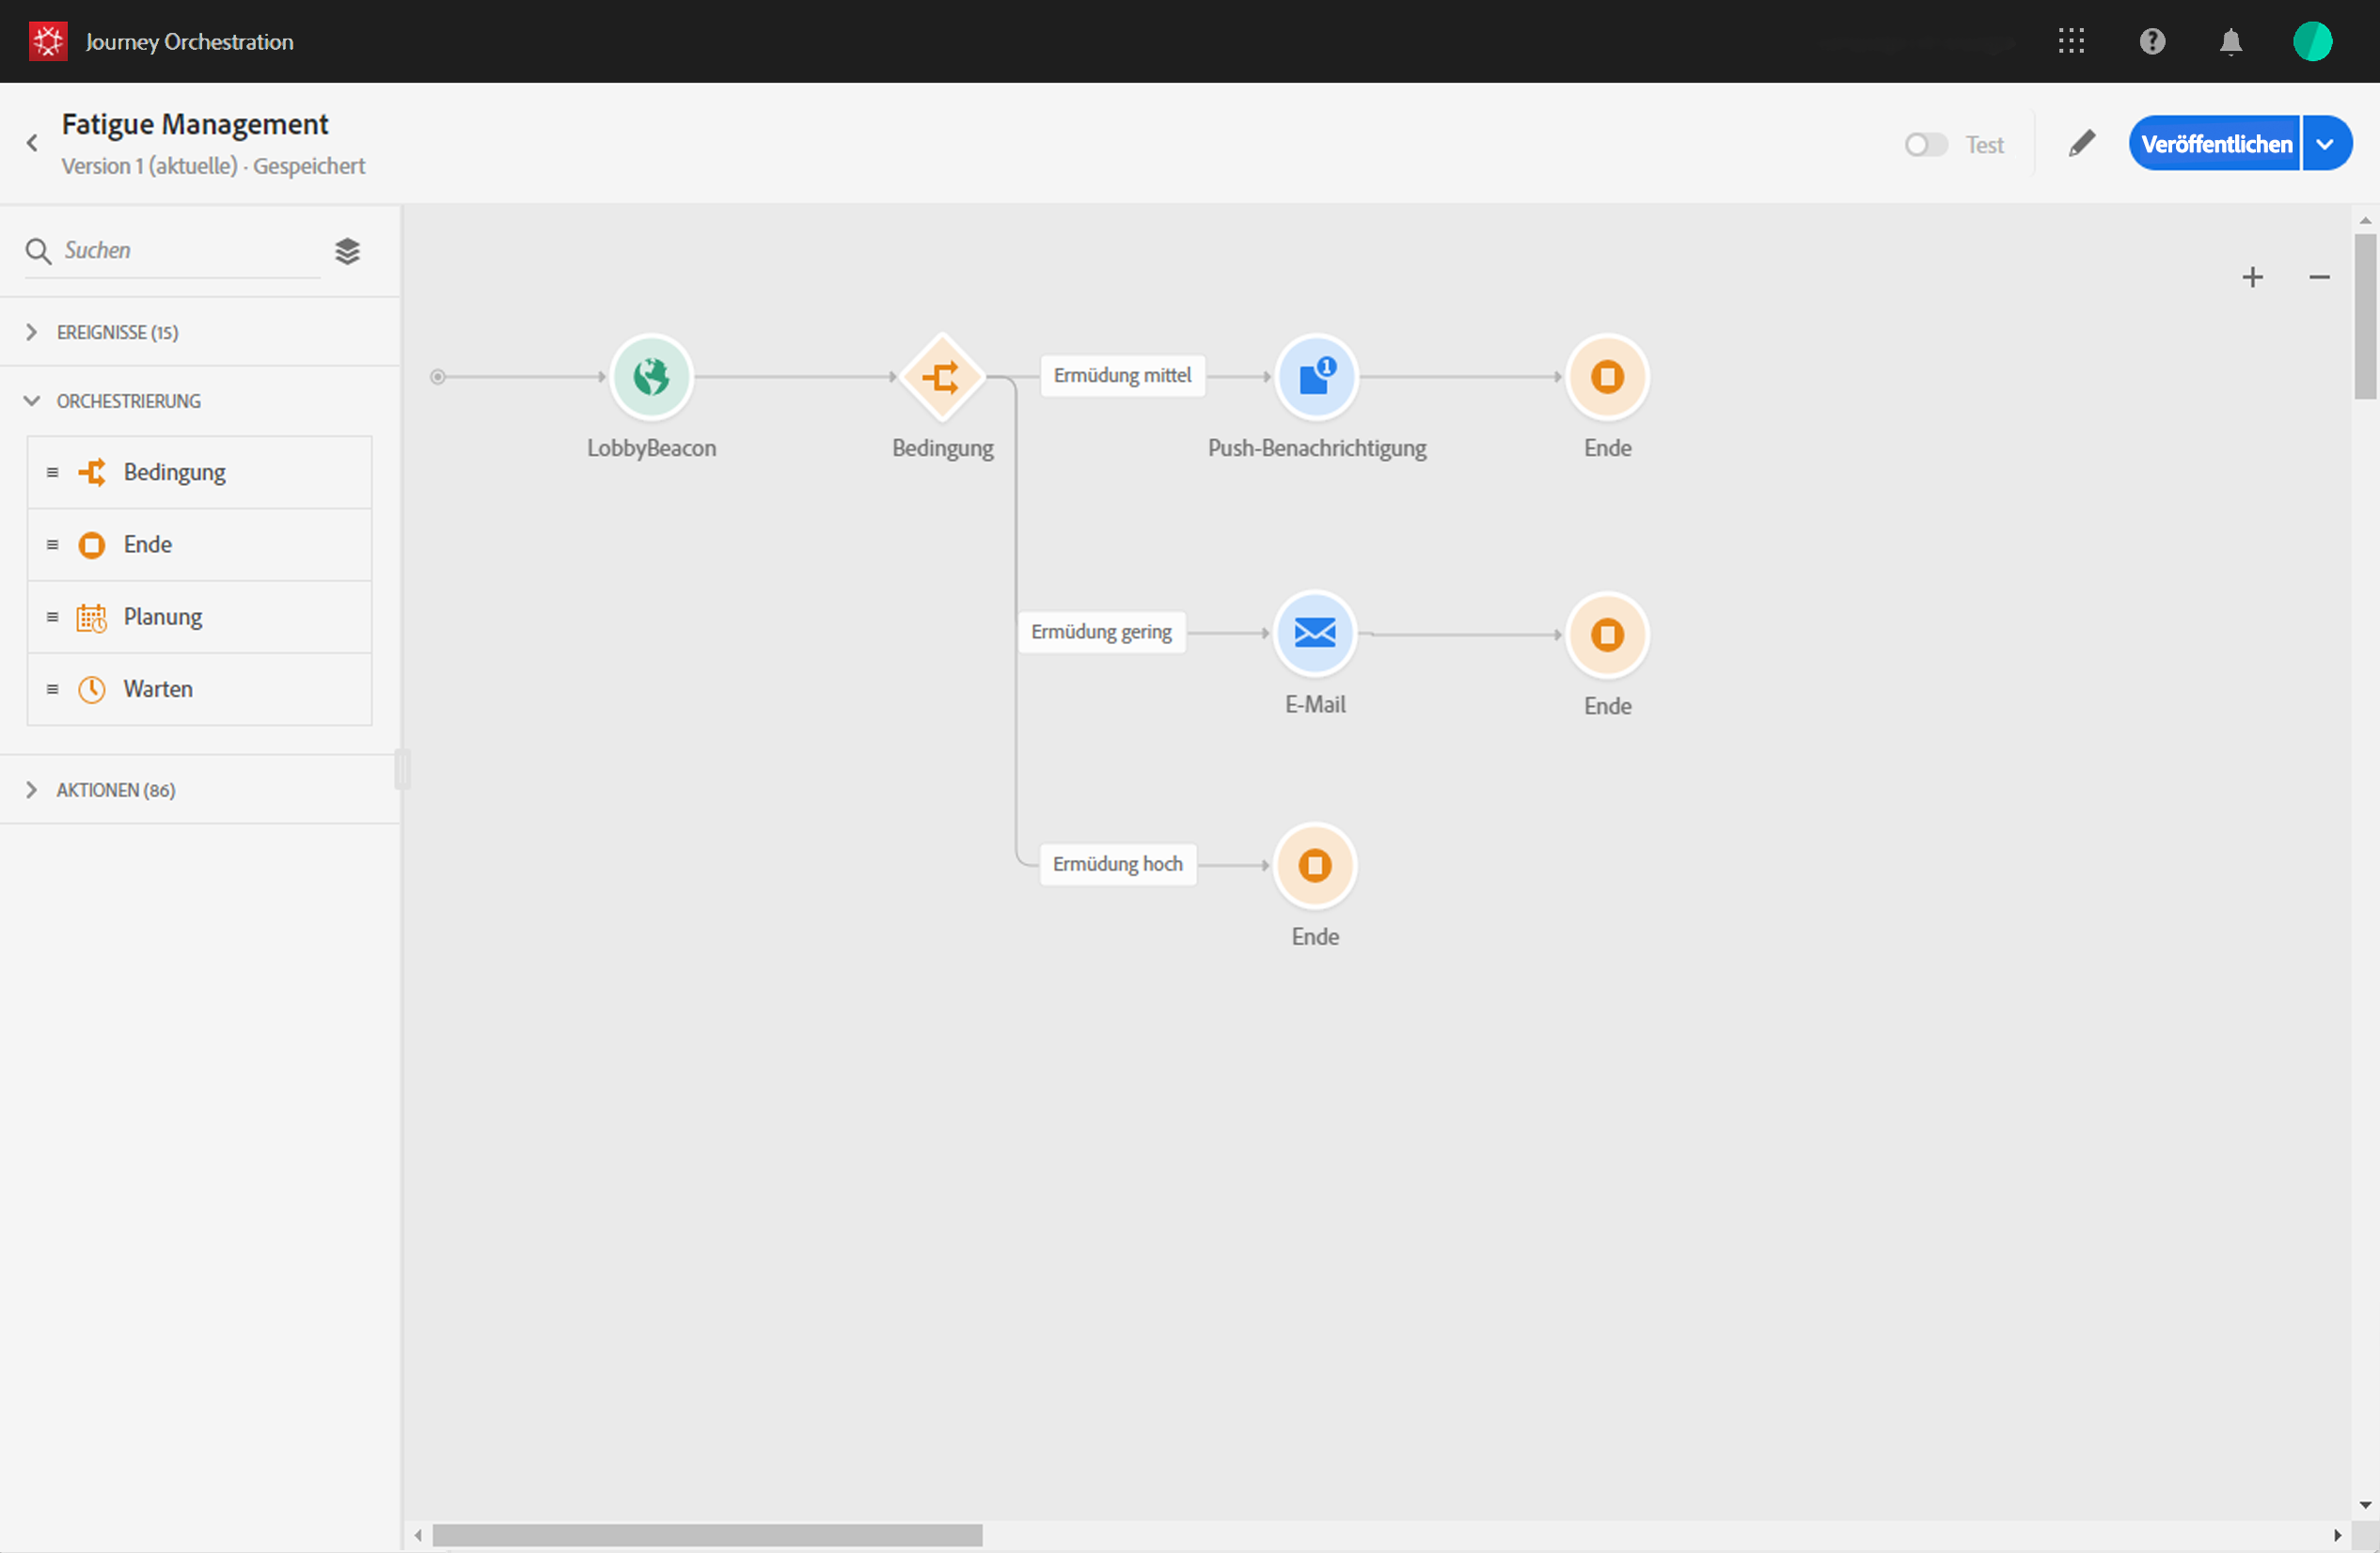 Journey Orchestration
Fatigue Management
Version 1 (aktuelle) · Gespeichert
Test
Veröffentlichen
Suchen
EREIGNISSE (15)
ORCHESTRIERUNG
Bedingung
Ende
Planung
Warten
AKTIONEN (86)
LobbyBeacon
Bedingung
Ermüdung mittel
1
Push-Benachrichtigung
Ende
Ermüdung gering
E-Mail
Ende
Ermüdung hoch
Ende